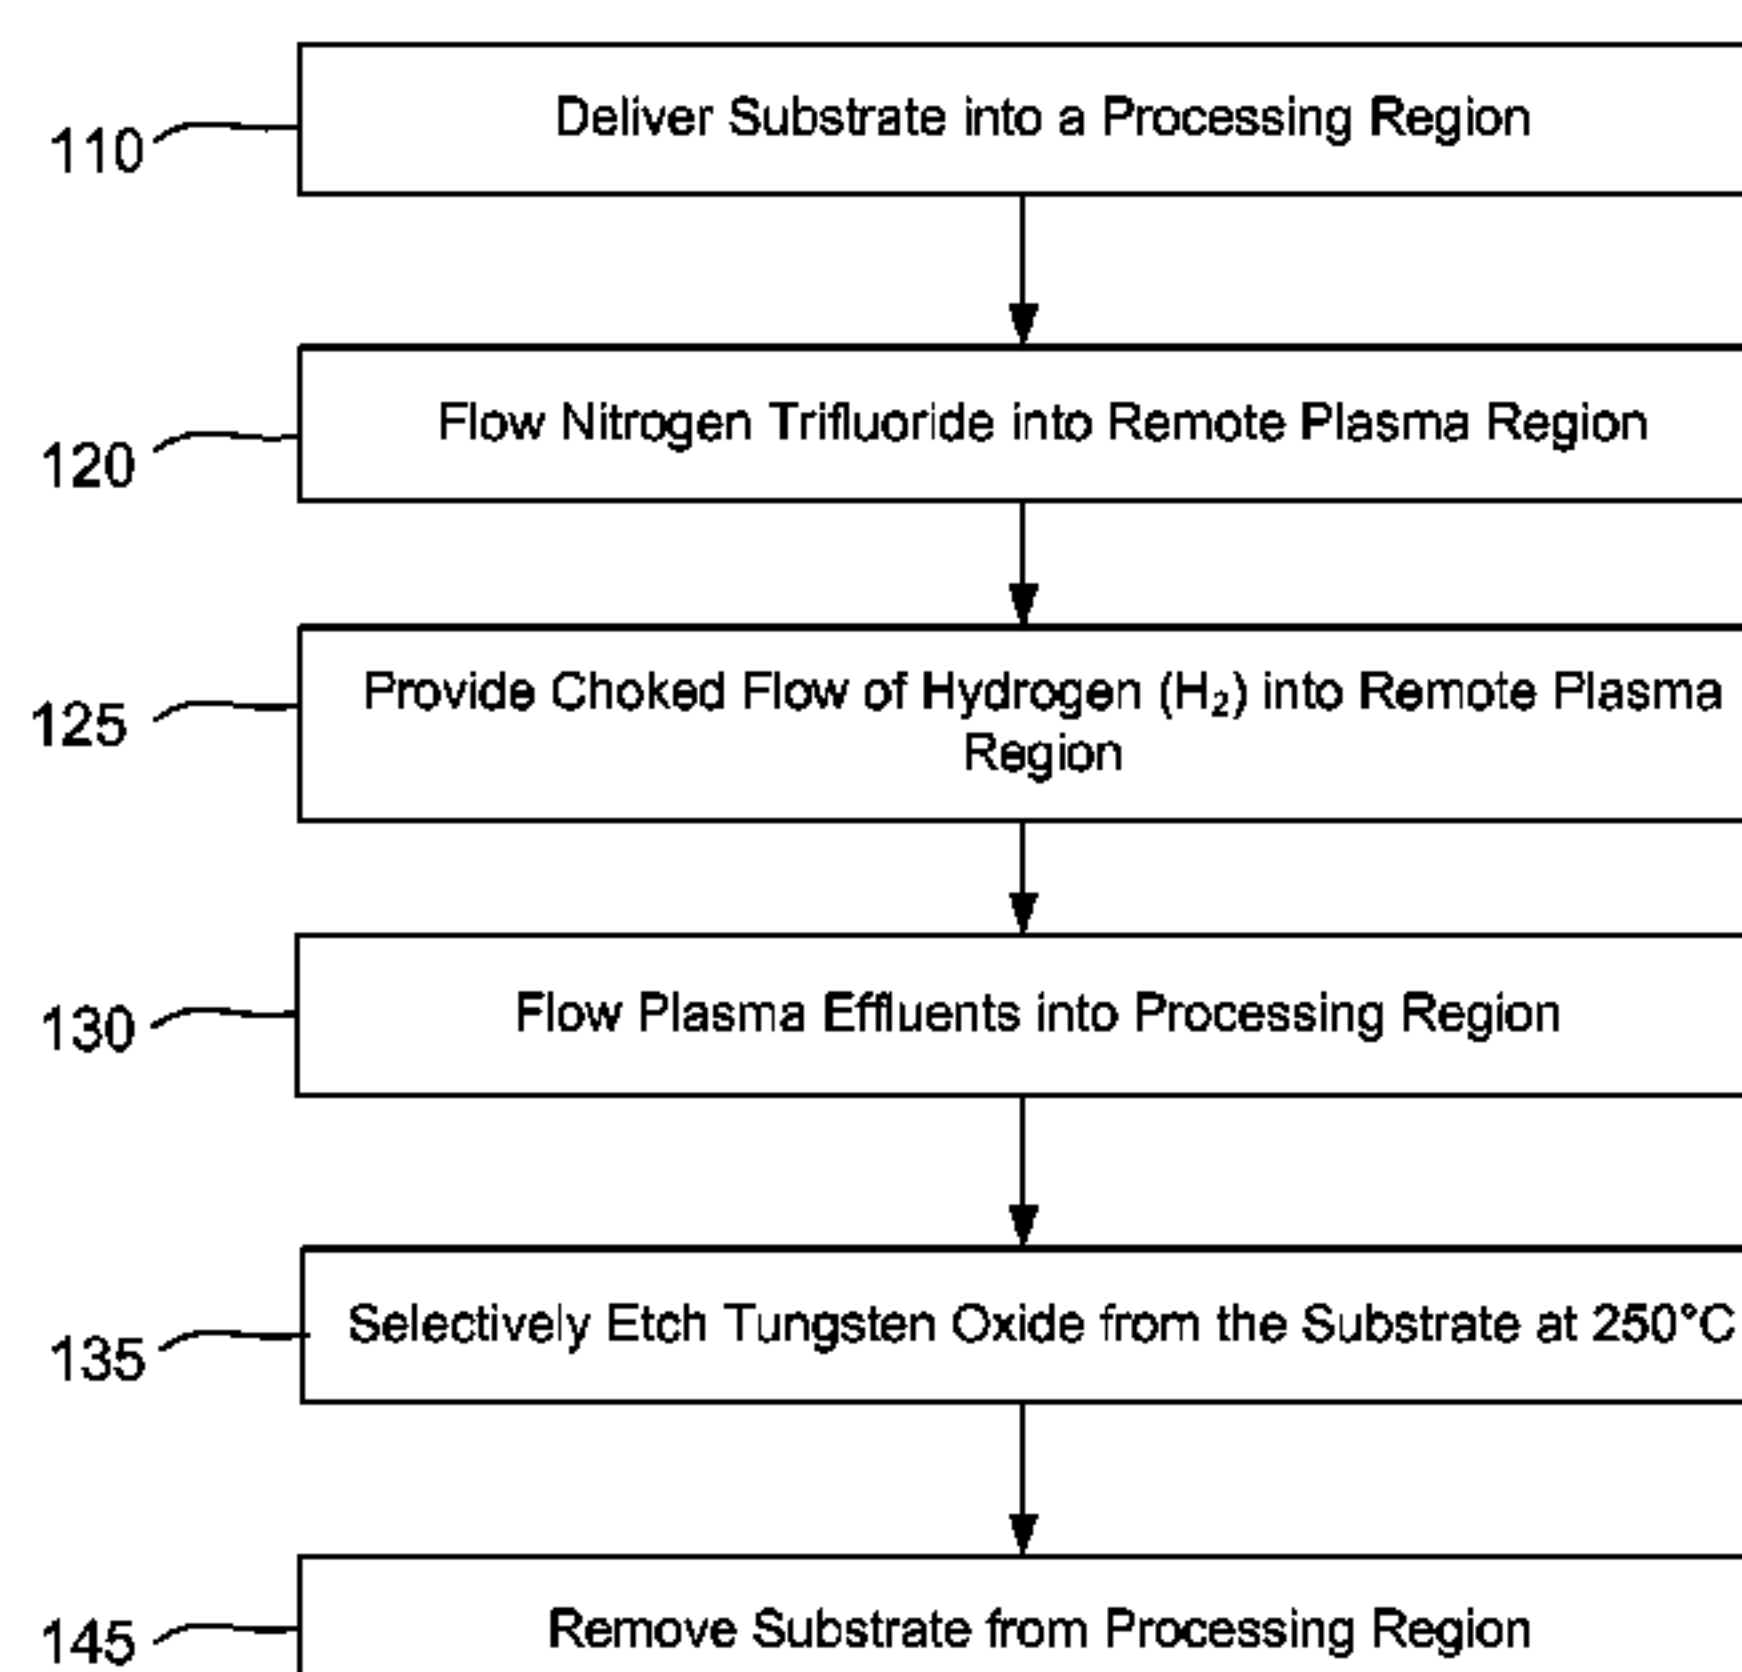 110
Deliver Substrate into a Processing Region
120
Flow Nitrogen Trifluoride into Remote Plasma Region
125
Provide Choked Flow of Hydrogen (H₂) into Remote Plasma
Region
130
Flow Plasma Effluents into Processing Region
135
Selectively Etch Tungsten Oxide from the Substrate at 250°C
145
Remove Substrate from Processing Region